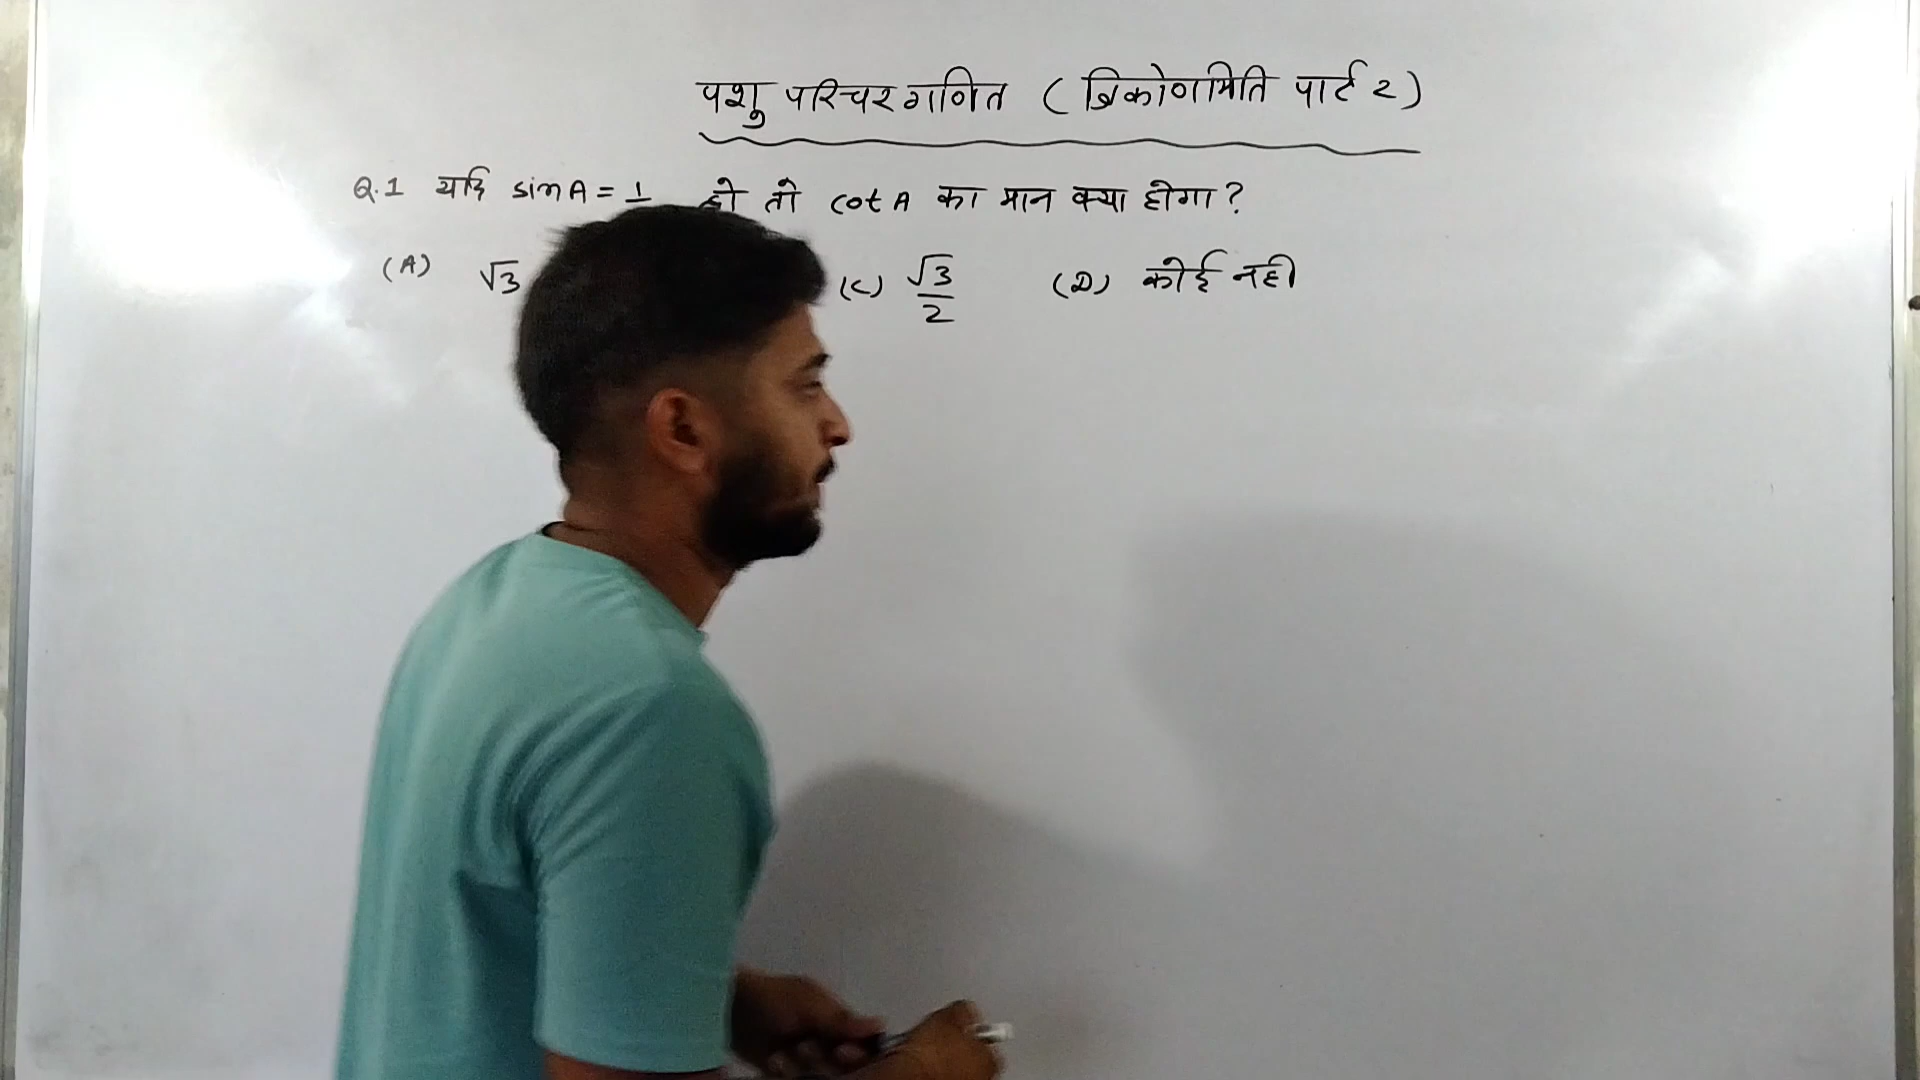 पशु परिचर गणित ( त्रिकोणमिति पार्ट 2 )
Q.1 यदि sin A = 1 हो तो cot A का मान क्या होगा ?
(A) √3 (C) √3/2 (D) कोई नही